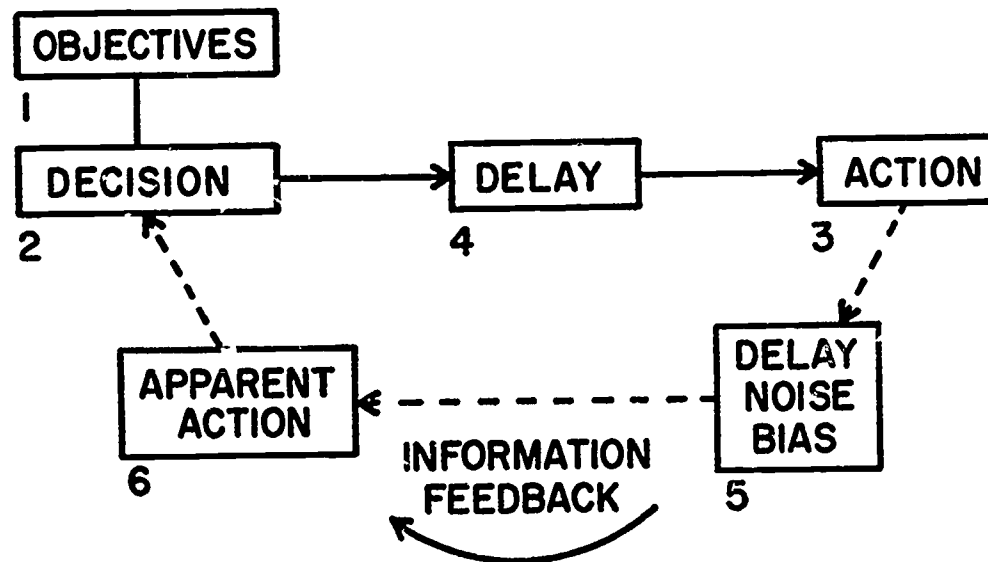 OBJECTIVES
1
DECISION
2
DELAY
4
ACTION
3
DELAY
NOISE
BIAS
5
APPARENT
ACTION
6
INFORMATION
FEEDBACK